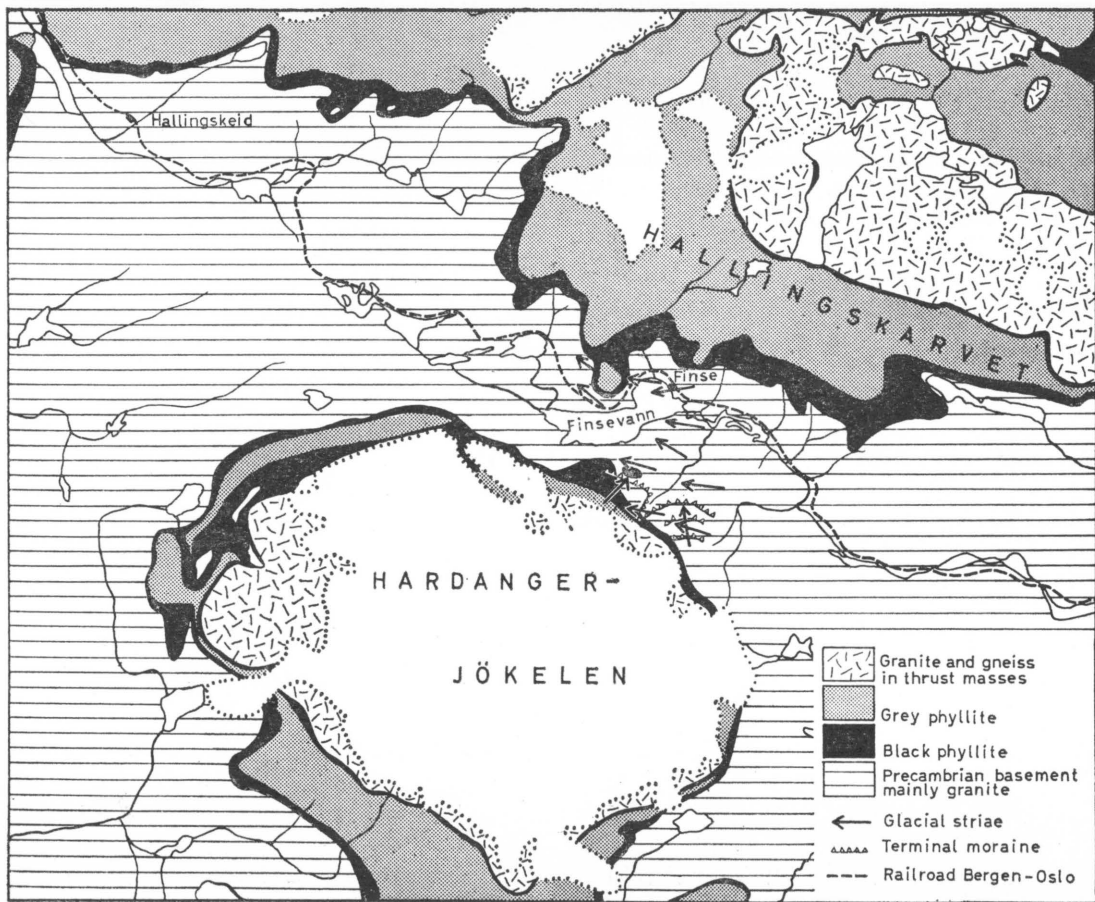 Hallingskeid
HALLINGSKARVET
Finse
Finsevann
HARDANGER-
JÖKELEN
Granite and gneiss
in thrust masses
Grey phyllite
Black phyllite
Precambrian basement
mainly granite
Glacial striae
Terminal moraine
Railroad Bergen-Oslo